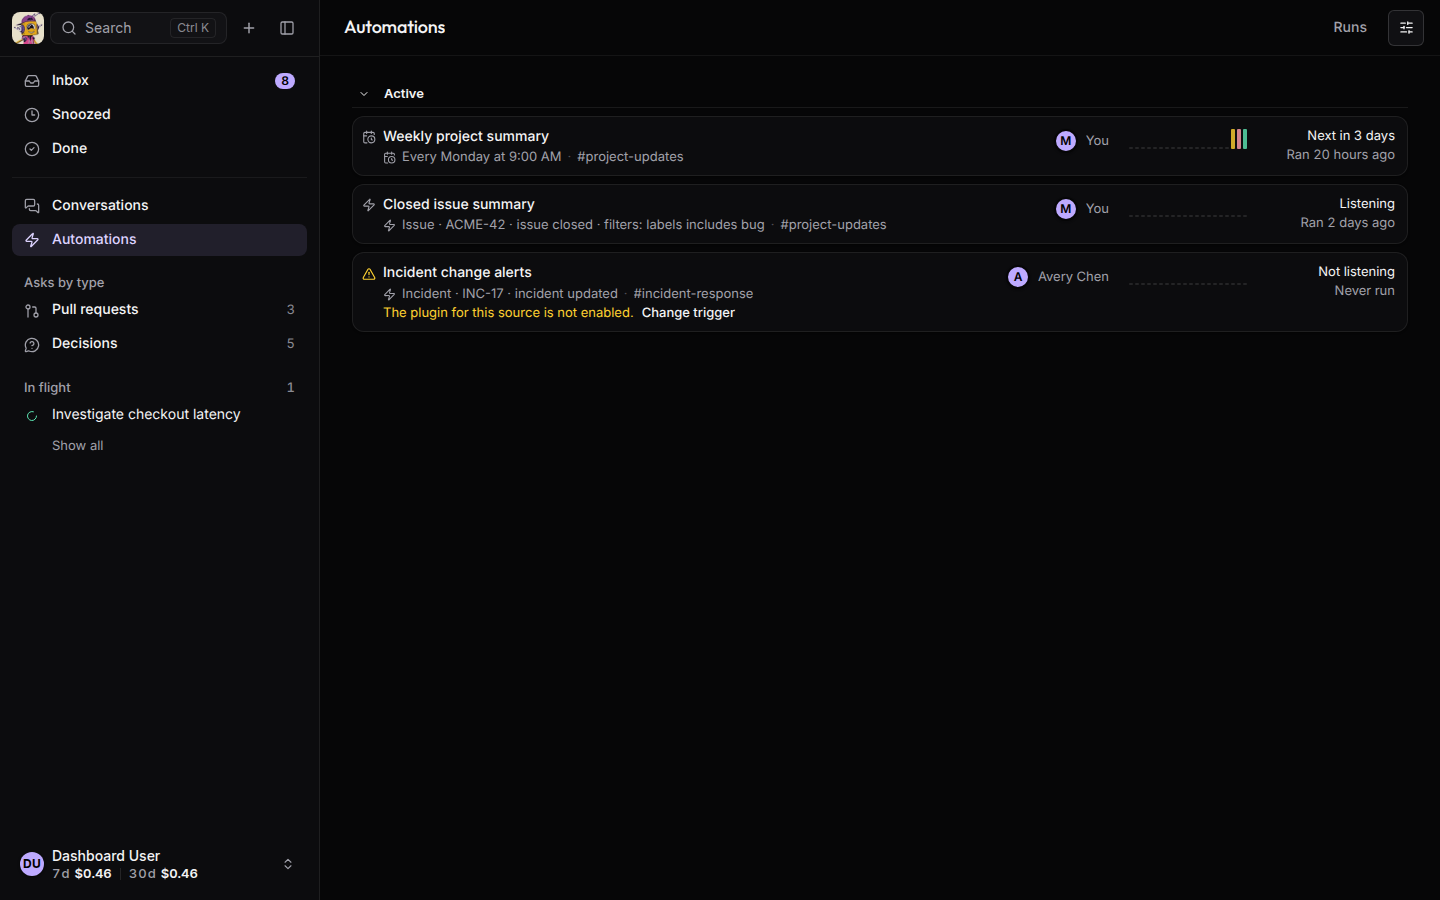 Search
Ctrl K
Inbox
8
Snoozed
Done
Conversations
Automations
Asks by type
Pull requests
3
Decisions
5
In flight
1
Investigate checkout latency
Show all
DU
Dashboard User
7d $0.46 30d $0.46
Automations
Runs
Active
Weekly project summary
Every Monday at 9:00 AM · #project-updates
M You
Next in 3 days
Ran 20 hours ago
Closed issue summary
Issue · ACME-42 · issue closed · filters: labels includes bug · #project-updates
M You
Listening
Ran 2 days ago
Incident change alerts
Incident · INC-17 · incident updated · #incident-response
The plugin for this source is not enabled. Change trigger
A Avery Chen
Not listening
Never run